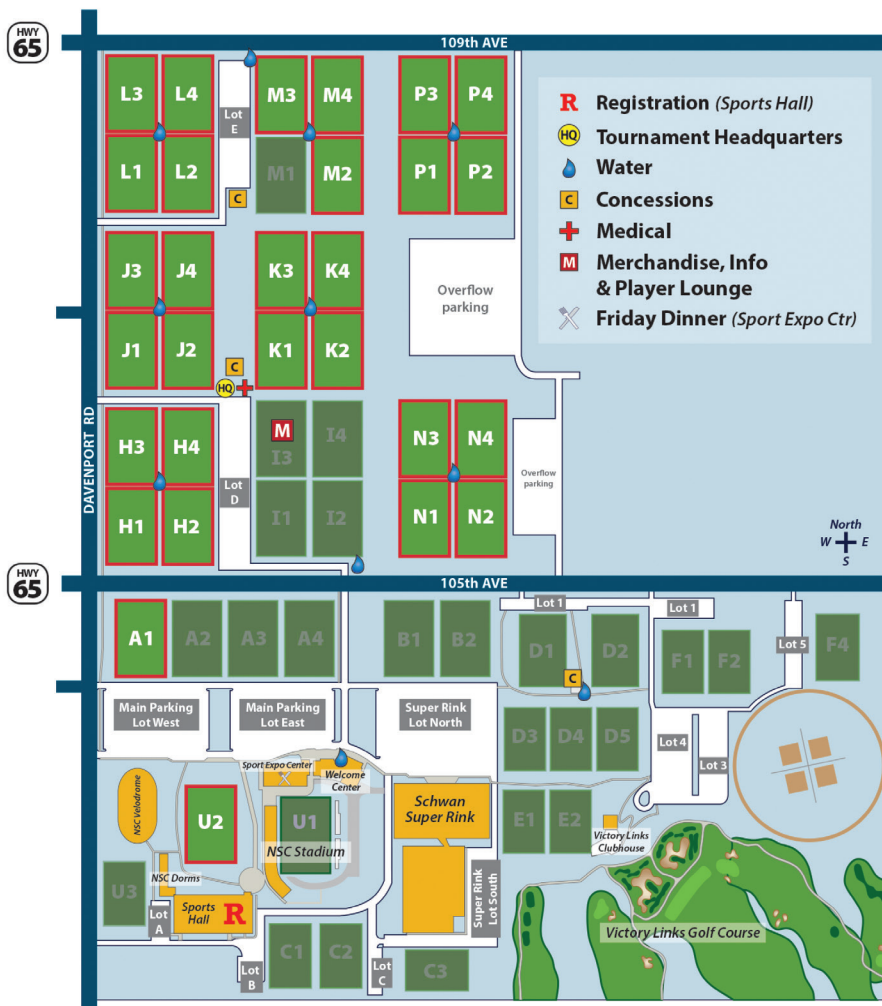 HWY
65
109th AVE
L3
L4
Lot
E
M3
M4
P3
P4
L1
L2
M1
M2
P1
P2
C
R Registration (Sports Hall)
HQ Tournament Headquarters
Water
C Concessions
Medical
M Merchandise, Info
& Player Lounge
Friday Dinner (Sport Expo Ctr)
J3
J4
K3
K4
J1
J2
K1
K2
Overflow
parking
C
HQ
DAVENPORT RD
H3
H4
M
I3
I4
N3
N4
Lot
D
Overflow
parking
H1
H2
I1
I2
N1
N2
North
W
E
S
HWY
65
105th AVE
Lot 1
Lot 1
A1
A2
A3
A4
B1
B2
D1
D2
F1
F2
Lot 5
F4
C
Main Parking
Lot West
Main Parking
Lot East
Super Rink
Lot North
D3
D4
D5
Lot 4
Lot 3
Sport Expo Center
Welcome
Center
NSC Velodrome
U2
U1
NSC Stadium
Schwan
Super Rink
E1
E2
Victory Links
Clubhouse
NSC Dorms
U3
Sports
Hall
R
Lot
A
Super Rink
Lot South
Victory Links Golf Course
Lot
B
C1
C2
Lot
C
C3